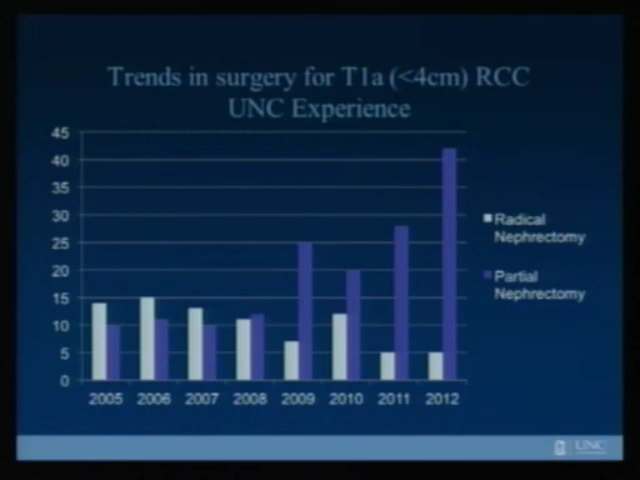 Trends in surgery for T1a (<4cm) RCC
UNC Experience
45
40
35
30
25
20
15
10
5
0
2005 2006 2007 2008 2009 2010 2011 2012
Radical
Nephrectomy
Partial
Nephrectomy
UNC